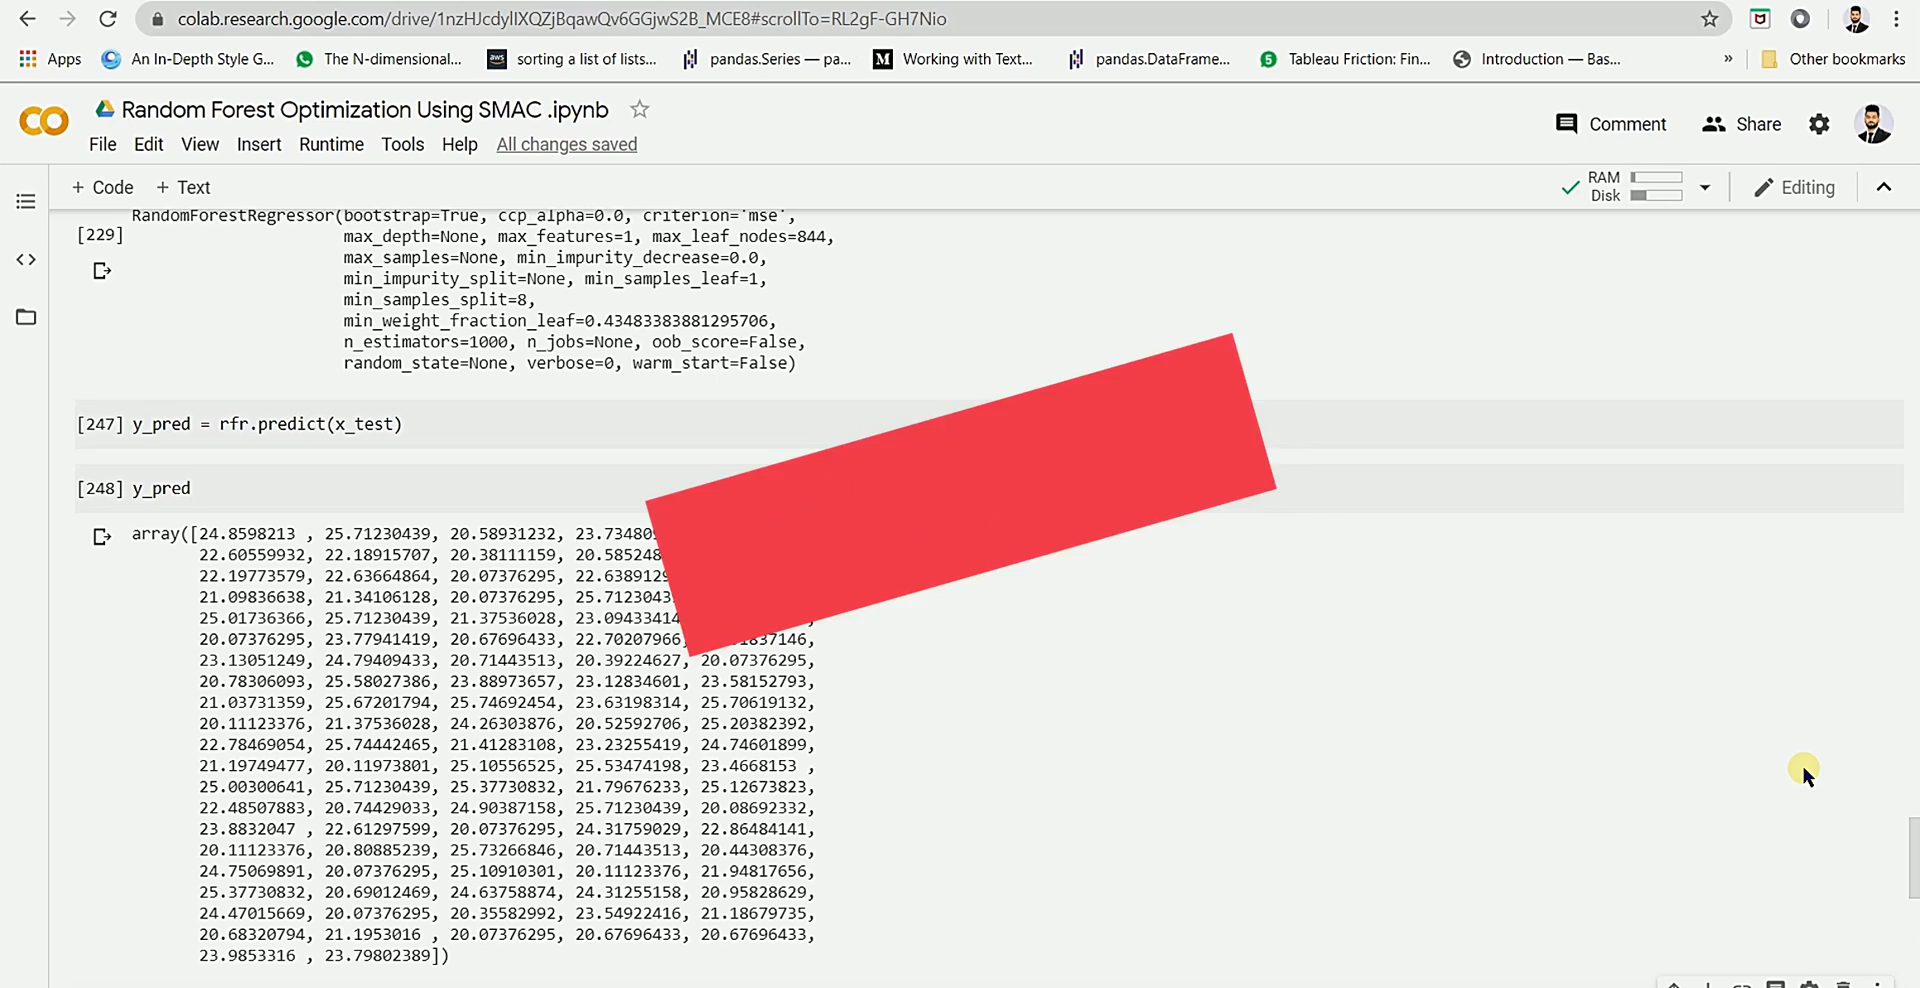 colab.research.google.com/drive/1nzHJcdylIXQZjBqawQv6GGjwS2B_MCE8#scrollTo=RL2gF-GH7Nio
Apps An In-Depth Style G... The N-dimensional... aws sorting a list of lists... pandas.Series — pa... M Working with Text... pandas.DataFrame... 5 Tableau Friction: Fin... Introduction — Bas... » Other bookmarks
CO Random Forest Optimization Using SMAC .ipynb
Comment Share
File Edit View Insert Runtime Tools Help All changes saved
+ Code + Text RAM Disk Editing
RandomForestRegressor(bootstrap=True, ccp_alpha=0.0, criterion='mse',
[229] max_depth=None, max_features=1, max_leaf_nodes=844,
max_samples=None, min_impurity_decrease=0.0,
min_impurity_split=None, min_samples_leaf=1,
min_samples_split=8,
min_weight_fraction_leaf=0.43483383881295706,
n_estimators=1000, n_jobs=None, oob_score=False,
random_state=None, verbose=0, warm_start=False)
[247] y_pred = rfr.predict(x_test)
[248] y_pred
array([24.8598213 , 25.71230439, 20.58931232,
22.60559932, 22.18915707, 20.38111159,
22.19773579, 22.63664864, 20.07376295,
21.09836638, 21.34106128, 20.07376295,
25.01736366, 25.71230439, 21.37536028, 23.09433414
20.07376295, 23.77941419, 20.67696433, 22.70207966,
23.13051249, 24.79409433, 20.71443513, 20.39224627, 20.07376295,
20.78306093, 25.58027386, 23.88973657, 23.12834601, 23.58152793,
21.03731359, 25.67201794, 25.74692454, 23.63198314, 25.70619132,
20.11123376, 21.37536028, 24.26303876, 20.52592706, 25.20382392,
22.78469054, 25.74442465, 21.41283108, 23.23255419, 24.74601899,
21.19749477, 20.11973801, 25.10556525, 25.53474198, 23.4668153 ,
25.00300641, 25.71230439, 25.37730832, 21.79676233, 25.12673823,
22.48507883, 20.74429033, 24.90387158, 25.71230439, 20.08692332,
23.8832047 , 22.61297599, 20.07376295, 24.31759029, 22.86484141,
20.11123376, 20.80885239, 25.73266846, 20.71443513, 20.44308376,
24.75069891, 20.07376295, 25.10910301, 20.11123376, 21.94817656,
25.37730832, 20.69012469, 24.63758874, 24.31255158, 20.95828629,
24.47015669, 20.07376295, 20.35582992, 23.54922416, 21.18679735,
20.68320794, 21.1953016 , 20.07376295, 20.67696433, 20.67696433,
23.9853316 , 23.79802389])